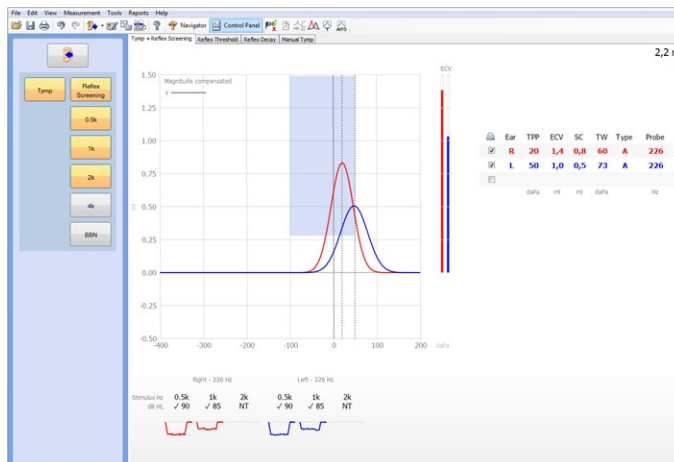 File Edit View Measurement Tools Reports Help
Navigator Control Panel AUTO
Tymp + Reflex Screening Reflex Threshold Reflex Decay Manual Tymp
2,2 m
Tymp Reflex Screening
0.5k
1k
2k
4k
BBN
Magnitude compensated
Y
ml
1.50
1.25
1.00
0.75
0.50
0.25
0.00
-0.25
-0.50
-400 -300 -200 -100 0 100 200 daPa
ECV
Ear TPP ECV SC TW Type Probe
R 20 1,4 0,8 60 A 226
L 50 1,0 0,5 73 A 226
daPa ml ml daPa Hz
Right - 226 Hz Left - 226 Hz
Stimulus Hz 0.5k 1k 2k 0.5k 1k 2k
dB HL ✓ 90 ✓ 85 NT ✓ 90 ✓ 85 NT